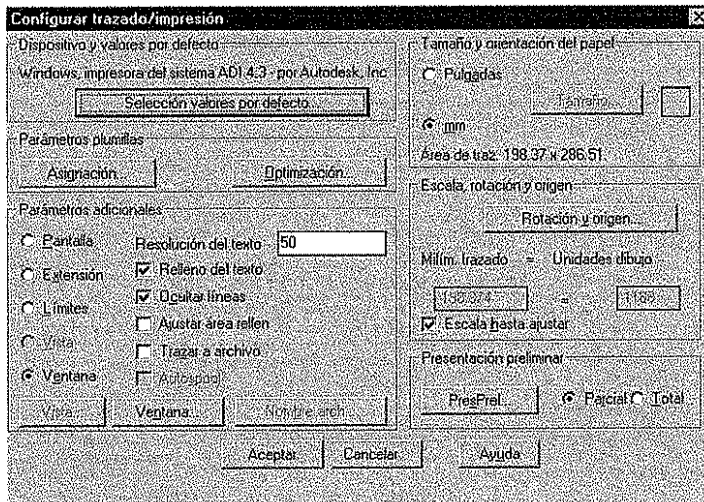 Configurar trazado/impresión
Dispositivo y valores por defecto
Windows, impresora del sistema ADI 4.3 - por Autodesk, Inc
Selección valores por defecto...
Parámetros plumillas
Asignación...
Optimización...
Parámetros adicionales
Pantalla
Extensión
Límites
Vista
Ventana
Resolución del texto
50
Relleno del texto
Ocultar líneas
Ajustar área rellen
Trazar a archivo
Autospool
Vista...
Ventana...
Nombre arch...
Tamaño y orientación del papel
Pulgadas
mm
Tamaño...
Área de traz: 198.37 x 286.51.
Escala, rotación y origen
Rotación y origen...
Milím. trazado = Unidades dibujo
=
Escala hasta ajustar
Presentación preliminar
PresPrel...
Parcial
Total
Aceptar
Cancelar
Ayuda